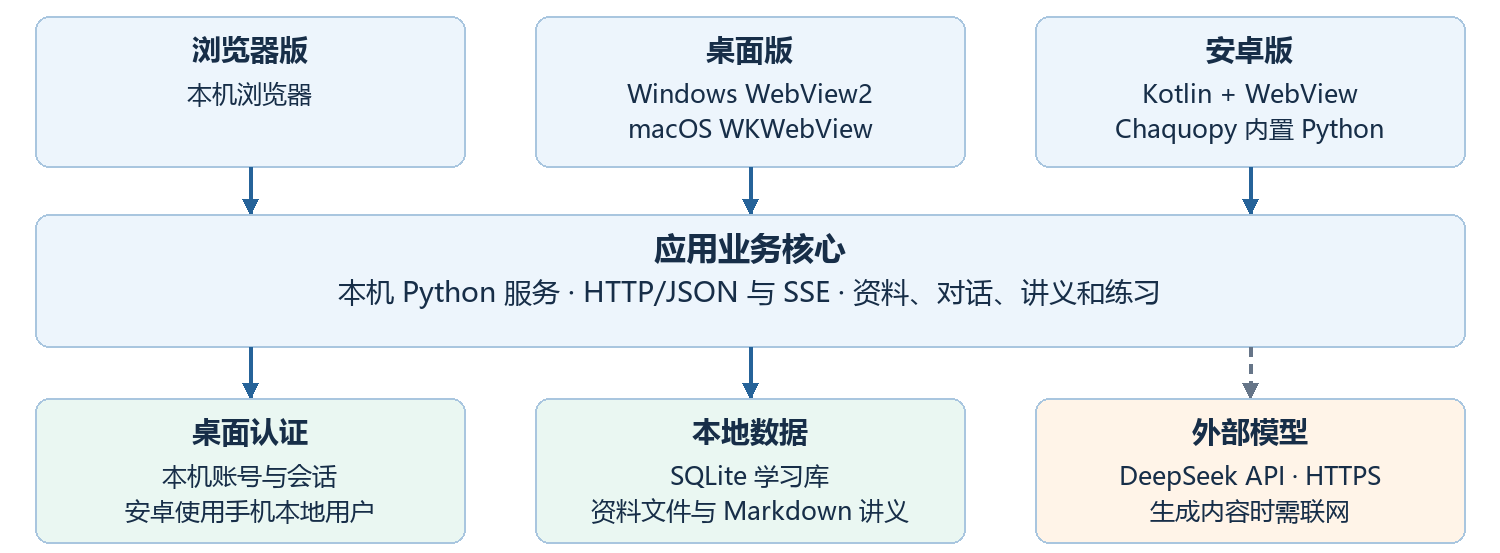 浏览器版
本机浏览器
桌面版
Windows WebView2
macOS WKWebView
安卓版
Kotlin + WebView
Chaquopy 内置 Python
应用业务核心
本机 Python 服务 · HTTP/JSON 与 SSE · 资料、对话、讲义和练习
桌面认证
本机账号与会话
安卓使用手机本地用户
本地数据
SQLite 学习库
资料文件与 Markdown 讲义
外部模型
DeepSeek API · HTTPS
生成内容时需联网